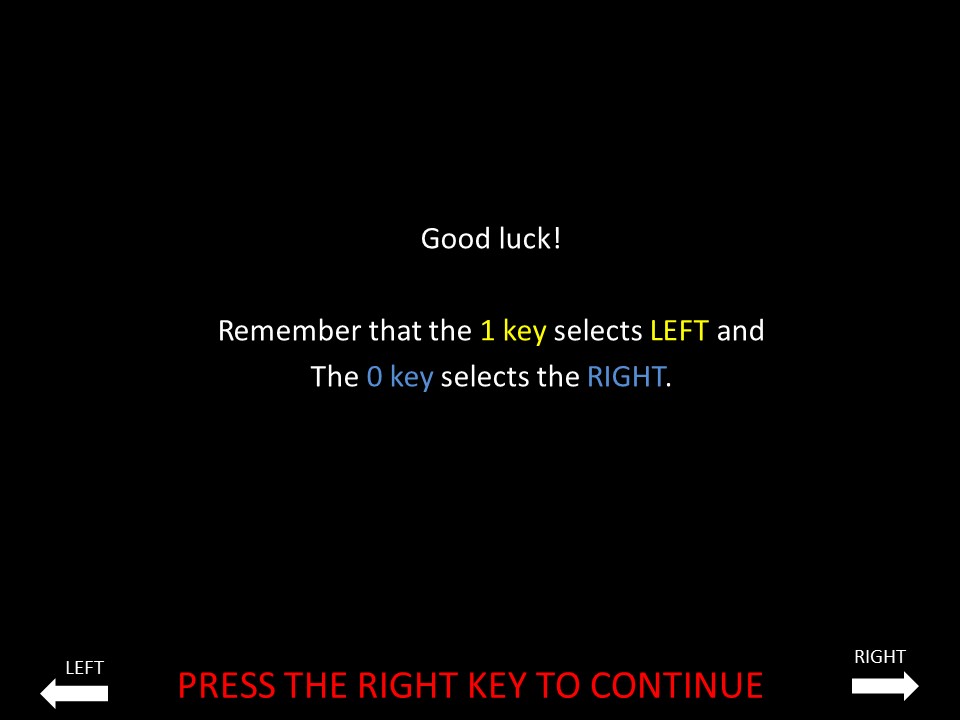 Good luck!
Remember that the 1 key selects LEFT and
The 0 key selects the RIGHT.
LEFT
RIGHT
PRESS THE RIGHT KEY TO CONTINUE